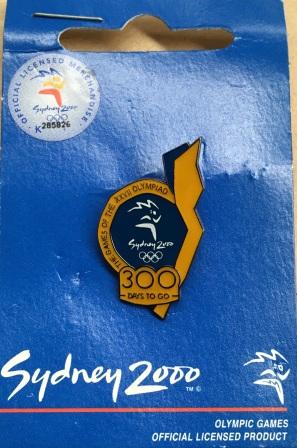 OFFICIAL LICENSED MERCHANDISE
Sydney 2000
K285826
THE GAMES OF THE XXVII OLYMPIAD
Sydney 2000
300
DAYS TO GO
Sydney 2000 ™ ©
OLYMPIC GAMES
OFFICIAL LICENSED PRODUCT